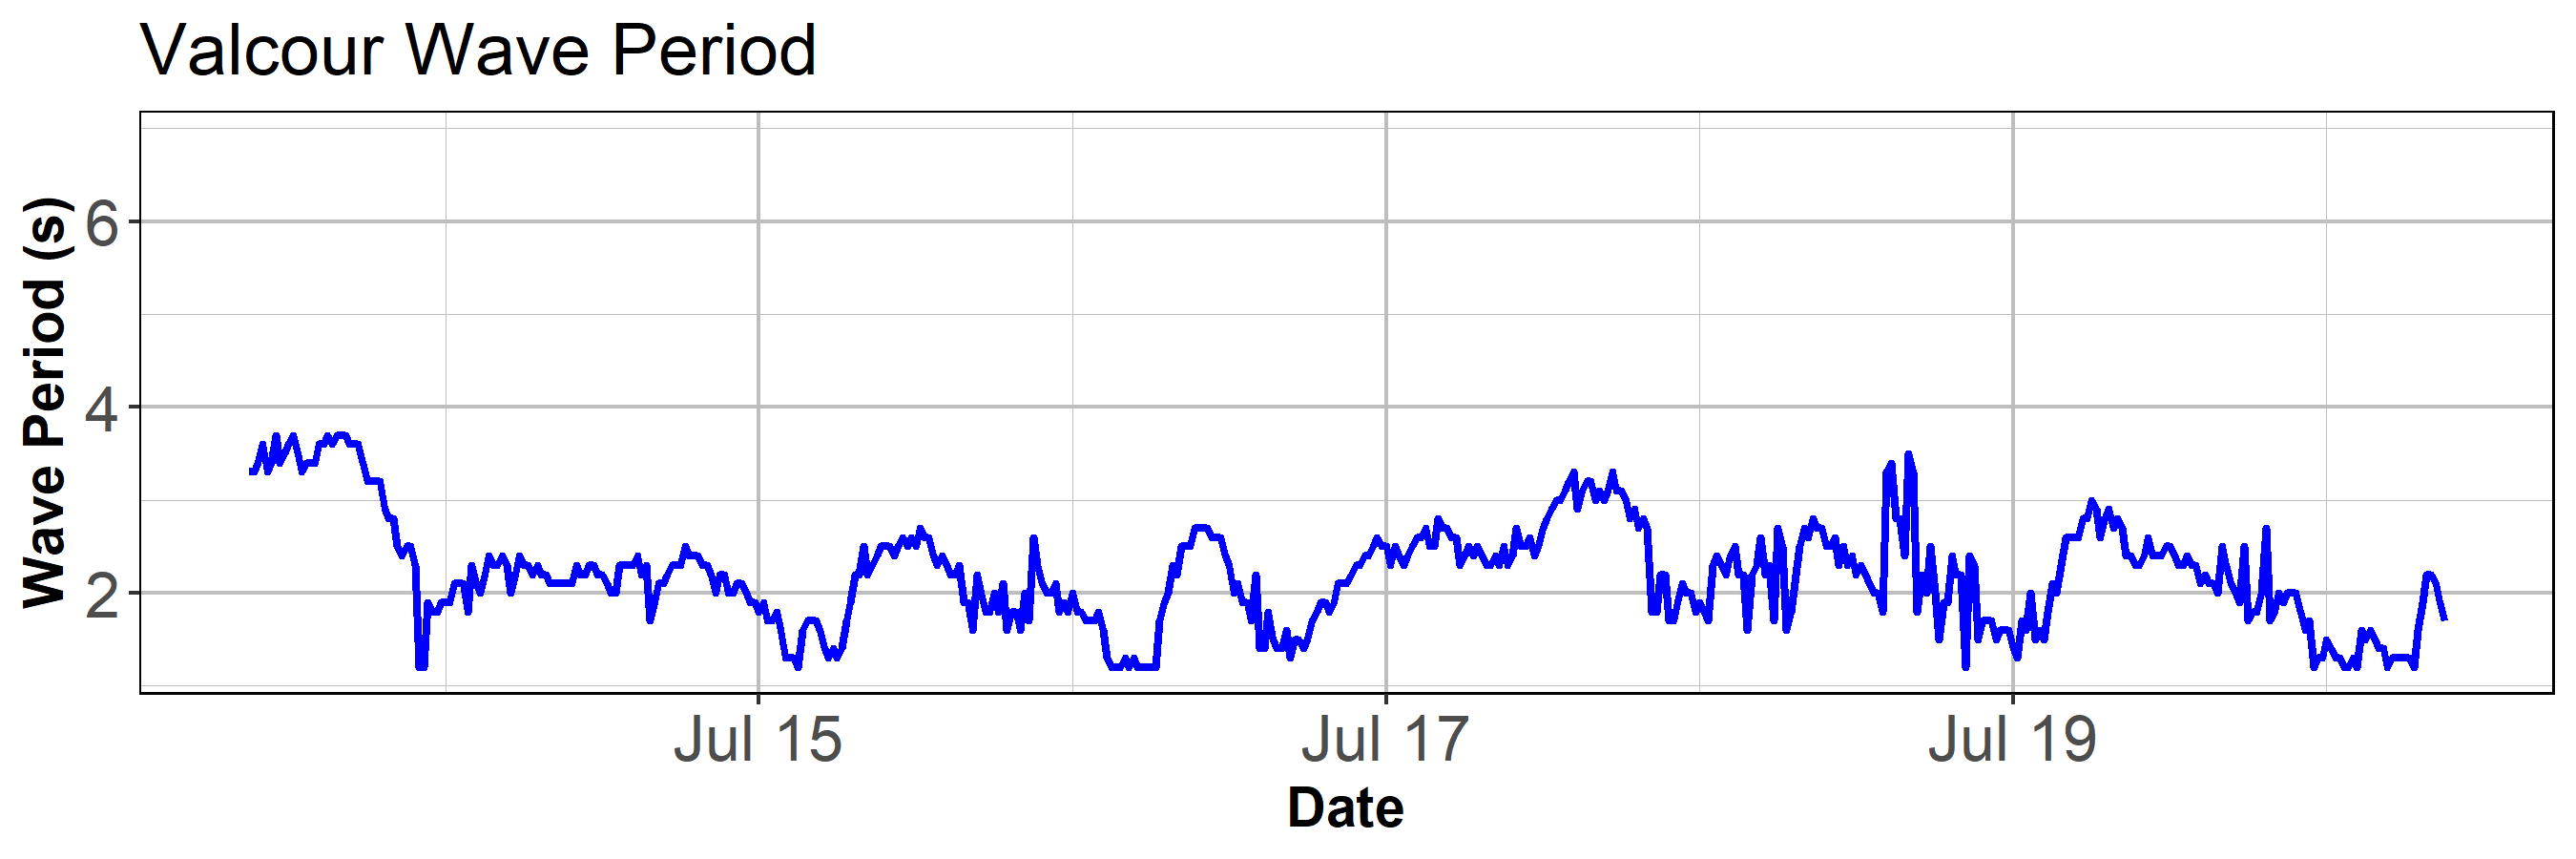 Valcour Wave Period
Wave Period (s)
6
4
2
Jul 15
Jul 17
Jul 19
Date